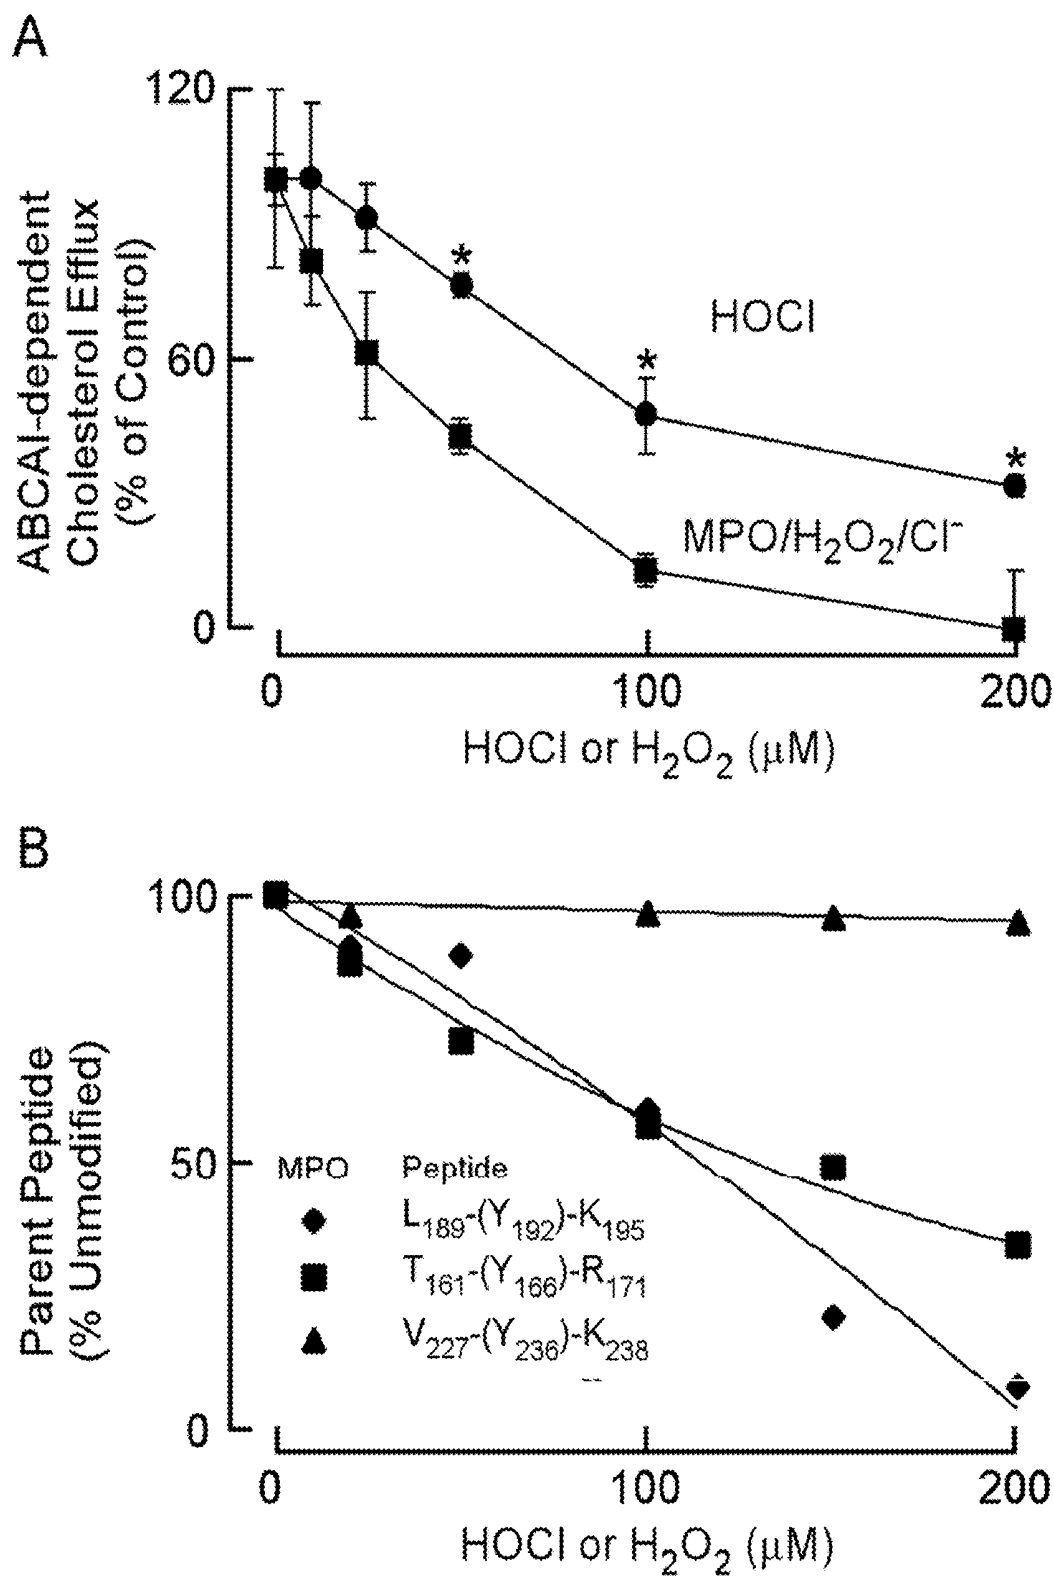 A
120
60
0
ABCAI-dependent
Cholesterol Efflux
(% of Control)
*
*
*
HOCl
MPO/H₂O₂/Cl⁻
0 100 200
HOCl or H₂O₂ (μM)
B
100
50
0
Parent Peptide
(% Unmodified)
MPO Peptide
L₁₈₉-(Y₁₉₂)-K₁₉₅
T₁₆₁-(Y₁₆₆)-R₁₇₁
V₂₂₇-(Y₂₃₆)-K₂₃₈
0 100 200
HOCl or H₂O₂ (μM)